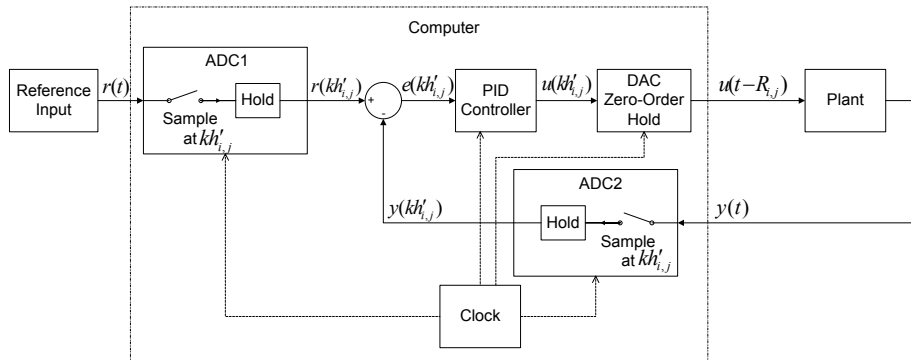 Computer
ADC1
Reference
Input
r(t)
Hold
Sample
at kh'_{i,j}
r(kh'_{i,j})
+
-
e(kh'_{i,j})
PID
Controller
u(kh'_{i,j})
DAC
Zero-Order
Hold
u(t-R_{i,j})
Plant
ADC2
y(kh'_{i,j})
Hold
Sample
at kh'_{i,j}
y(t)
Clock